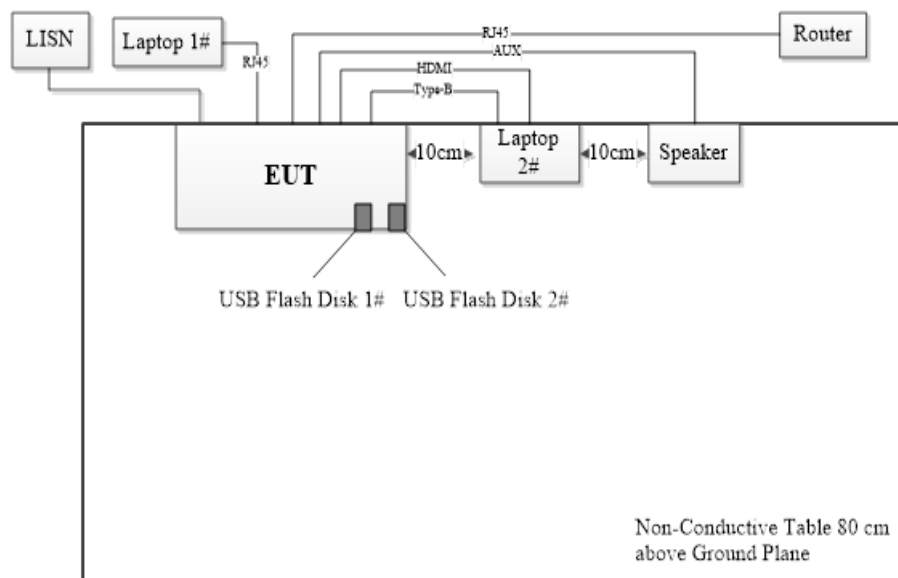 LISN
Laptop 1#
RJ45
RJ45
Router
AUX
HDMI
Type-B
EUT
10cm
Laptop
2#
10cm
Speaker
USB Flash Disk 1#
USB Flash Disk 2#
Non-Conductive Table 80 cm
above Ground Plane